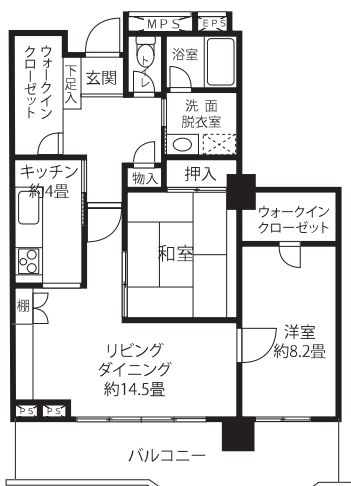 MPS
EPS
ウォークイン
クローゼット
下足入
玄関
トイレ
浴室
洗面
脱衣室
キッチン
約4畳
物入
押入
和室
ウォークイン
クローゼット
棚
リビング
ダイニング
約14.5畳
洋室
約8.2畳
PS
PS
バルコニー